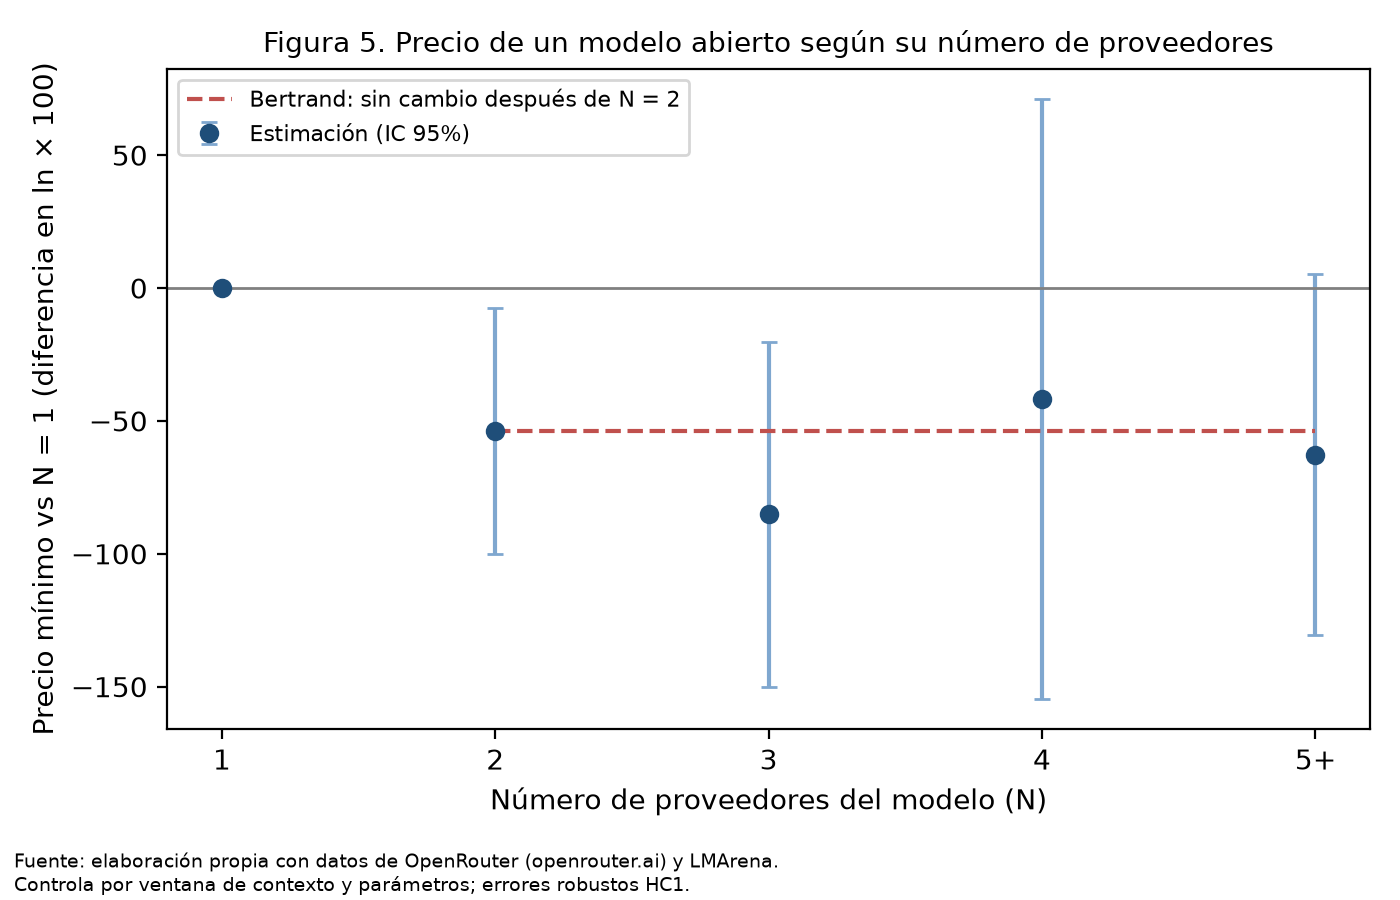 Figura 5. Precio de un modelo abierto según su número de proveedores
Precio mínimo vs N = 1 (diferencia en ln × 100)
Bertrand: sin cambio después de N = 2
Estimación (IC 95%)
50
0
−50
−100
−150
1
2
3
4
5+
Número de proveedores del modelo (N)
Fuente: elaboración propia con datos de OpenRouter (openrouter.ai) y LMArena.
Controla por ventana de contexto y parámetros; errores robustos HC1.